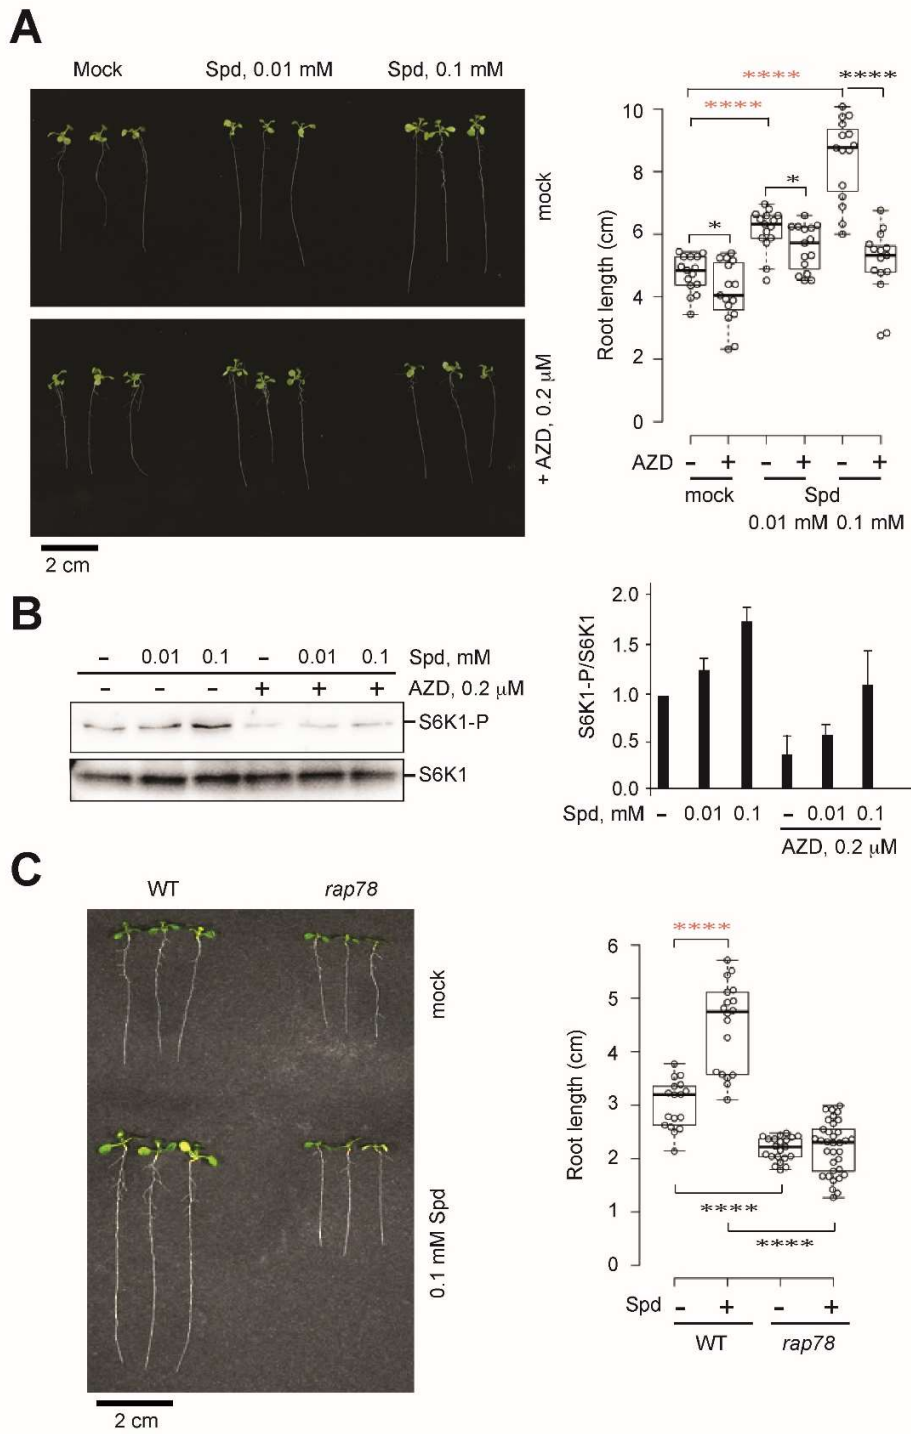 A
Mock Spd, 0.01 mM Spd, 0.1 mM
mock
+ AZD, 0.2 µM
2 cm
**** ****
****
*
*
Root length (cm)
10
8
6
4
2
0
AZD - + - + - +
mock Spd
0.01 mM 0.1 mM
B
- 0.01 0.1 - 0.01 0.1 Spd, mM
- - - + + + AZD, 0.2 µM
S6K1-P
S6K1
S6K1-P/S6K1
2.0
1.5
1.0
0.5
0.0
Spd, mM - 0.01 0.1 - 0.01 0.1
AZD, 0.2 µM
C
WT rap78
mock
0.1 mM Spd
2 cm
****
Root length (cm)
6
5
4
3
2
1
0
****
****
Spd - + - +
WT rap78